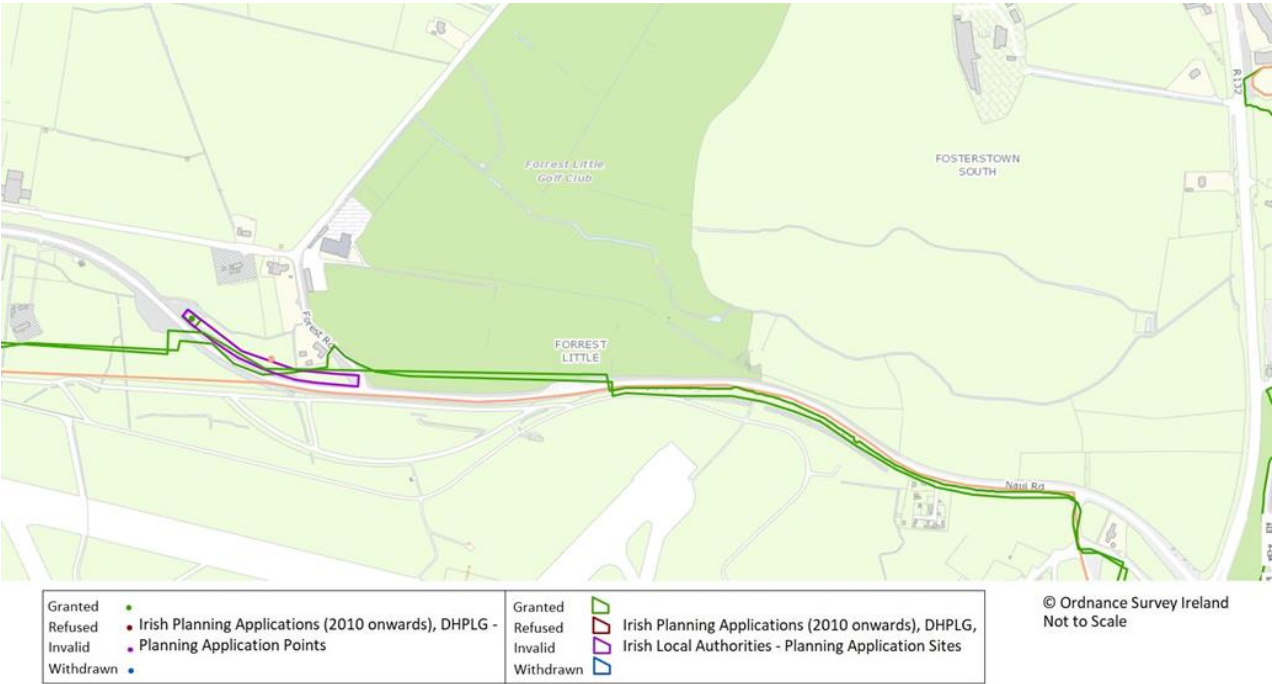 R132
Forrest Little
Golf Club
FOSTERSTOWN
SOUTH
Forest Rd
FORREST
LITTLE
Naul Rd
Granted
Refused
Invalid
Withdrawn
Irish Planning Applications (2010 onwards), DHPLG -
Planning Application Points
Granted
Refused
Invalid
Withdrawn
Irish Planning Applications (2010 onwards), DHPLG,
Irish Local Authorities - Planning Application Sites
© Ordnance Survey Ireland
Not to Scale